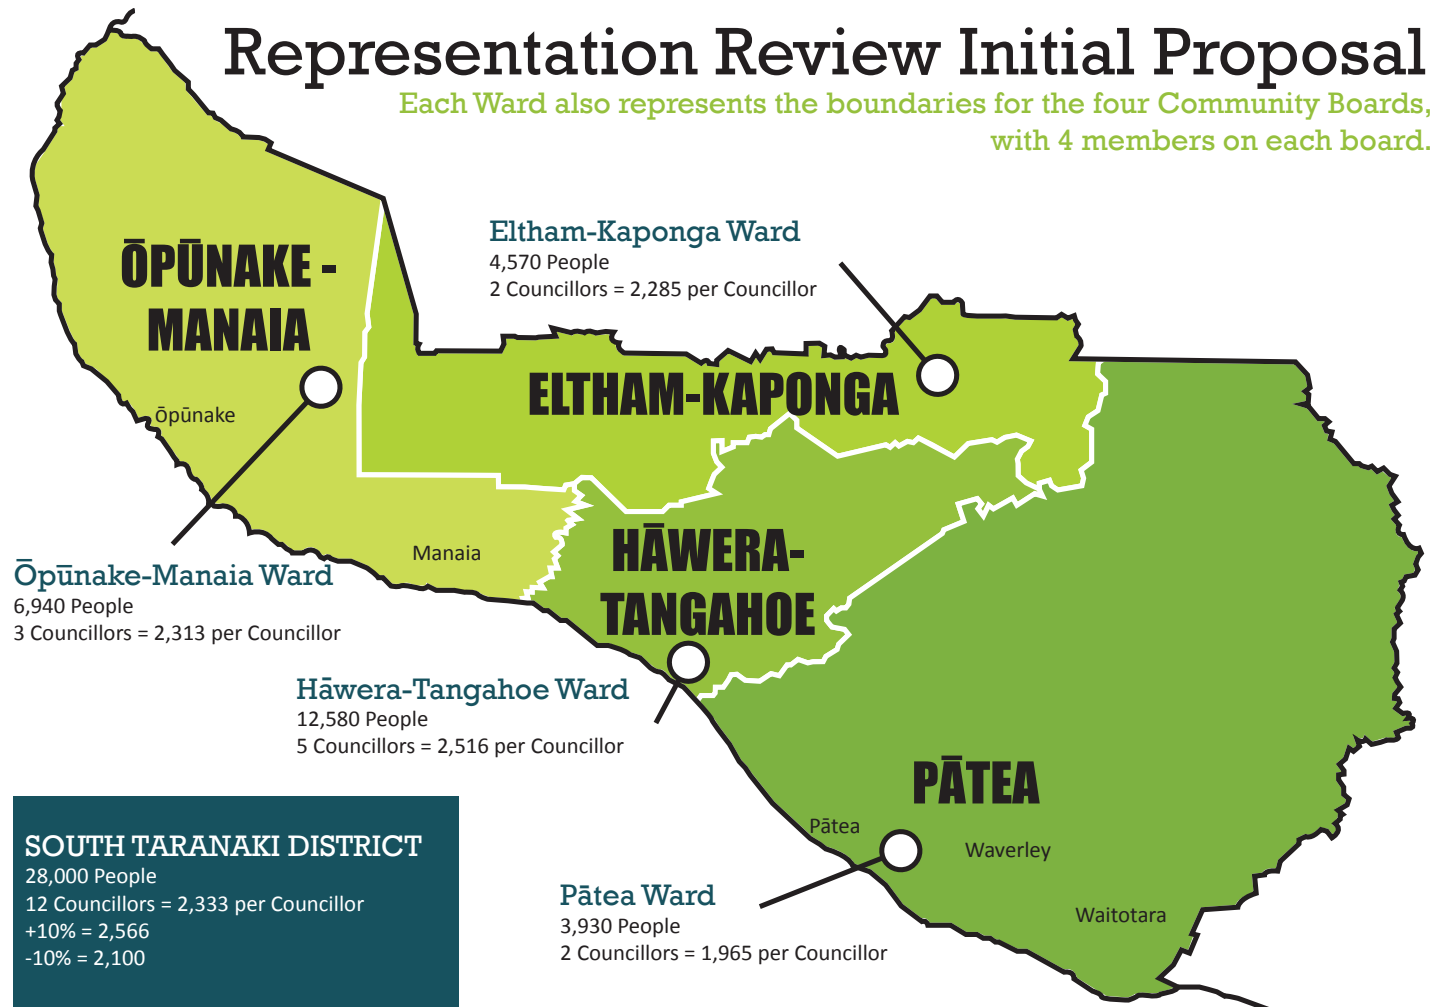 Representation Review Initial Proposal
Each Ward also represents the boundaries for the four Community Boards,
with 4 members on each board.
Eltham-Kaponga Ward
4,570 People
2 Councillors = 2,285 per Councillor
ŌPŪNAKE -
MANAIA
ELTHAM-KAPONGA
Ōpūnake
Manaia
HĀWERA-
TANGAHOE
Ōpūnake-Manaia Ward
6,940 People
3 Councillors = 2,313 per Councillor
Hāwera-Tangahoe Ward
12,580 People
5 Councillors = 2,516 per Councillor
PĀTEA
Pātea
Waverley
Waitotara
Pātea Ward
3,930 People
2 Councillors = 1,965 per Councillor
SOUTH TARANAKI DISTRICT
28,000 People
12 Councillors = 2,333 per Councillor
+10% = 2,566
-10% = 2,100